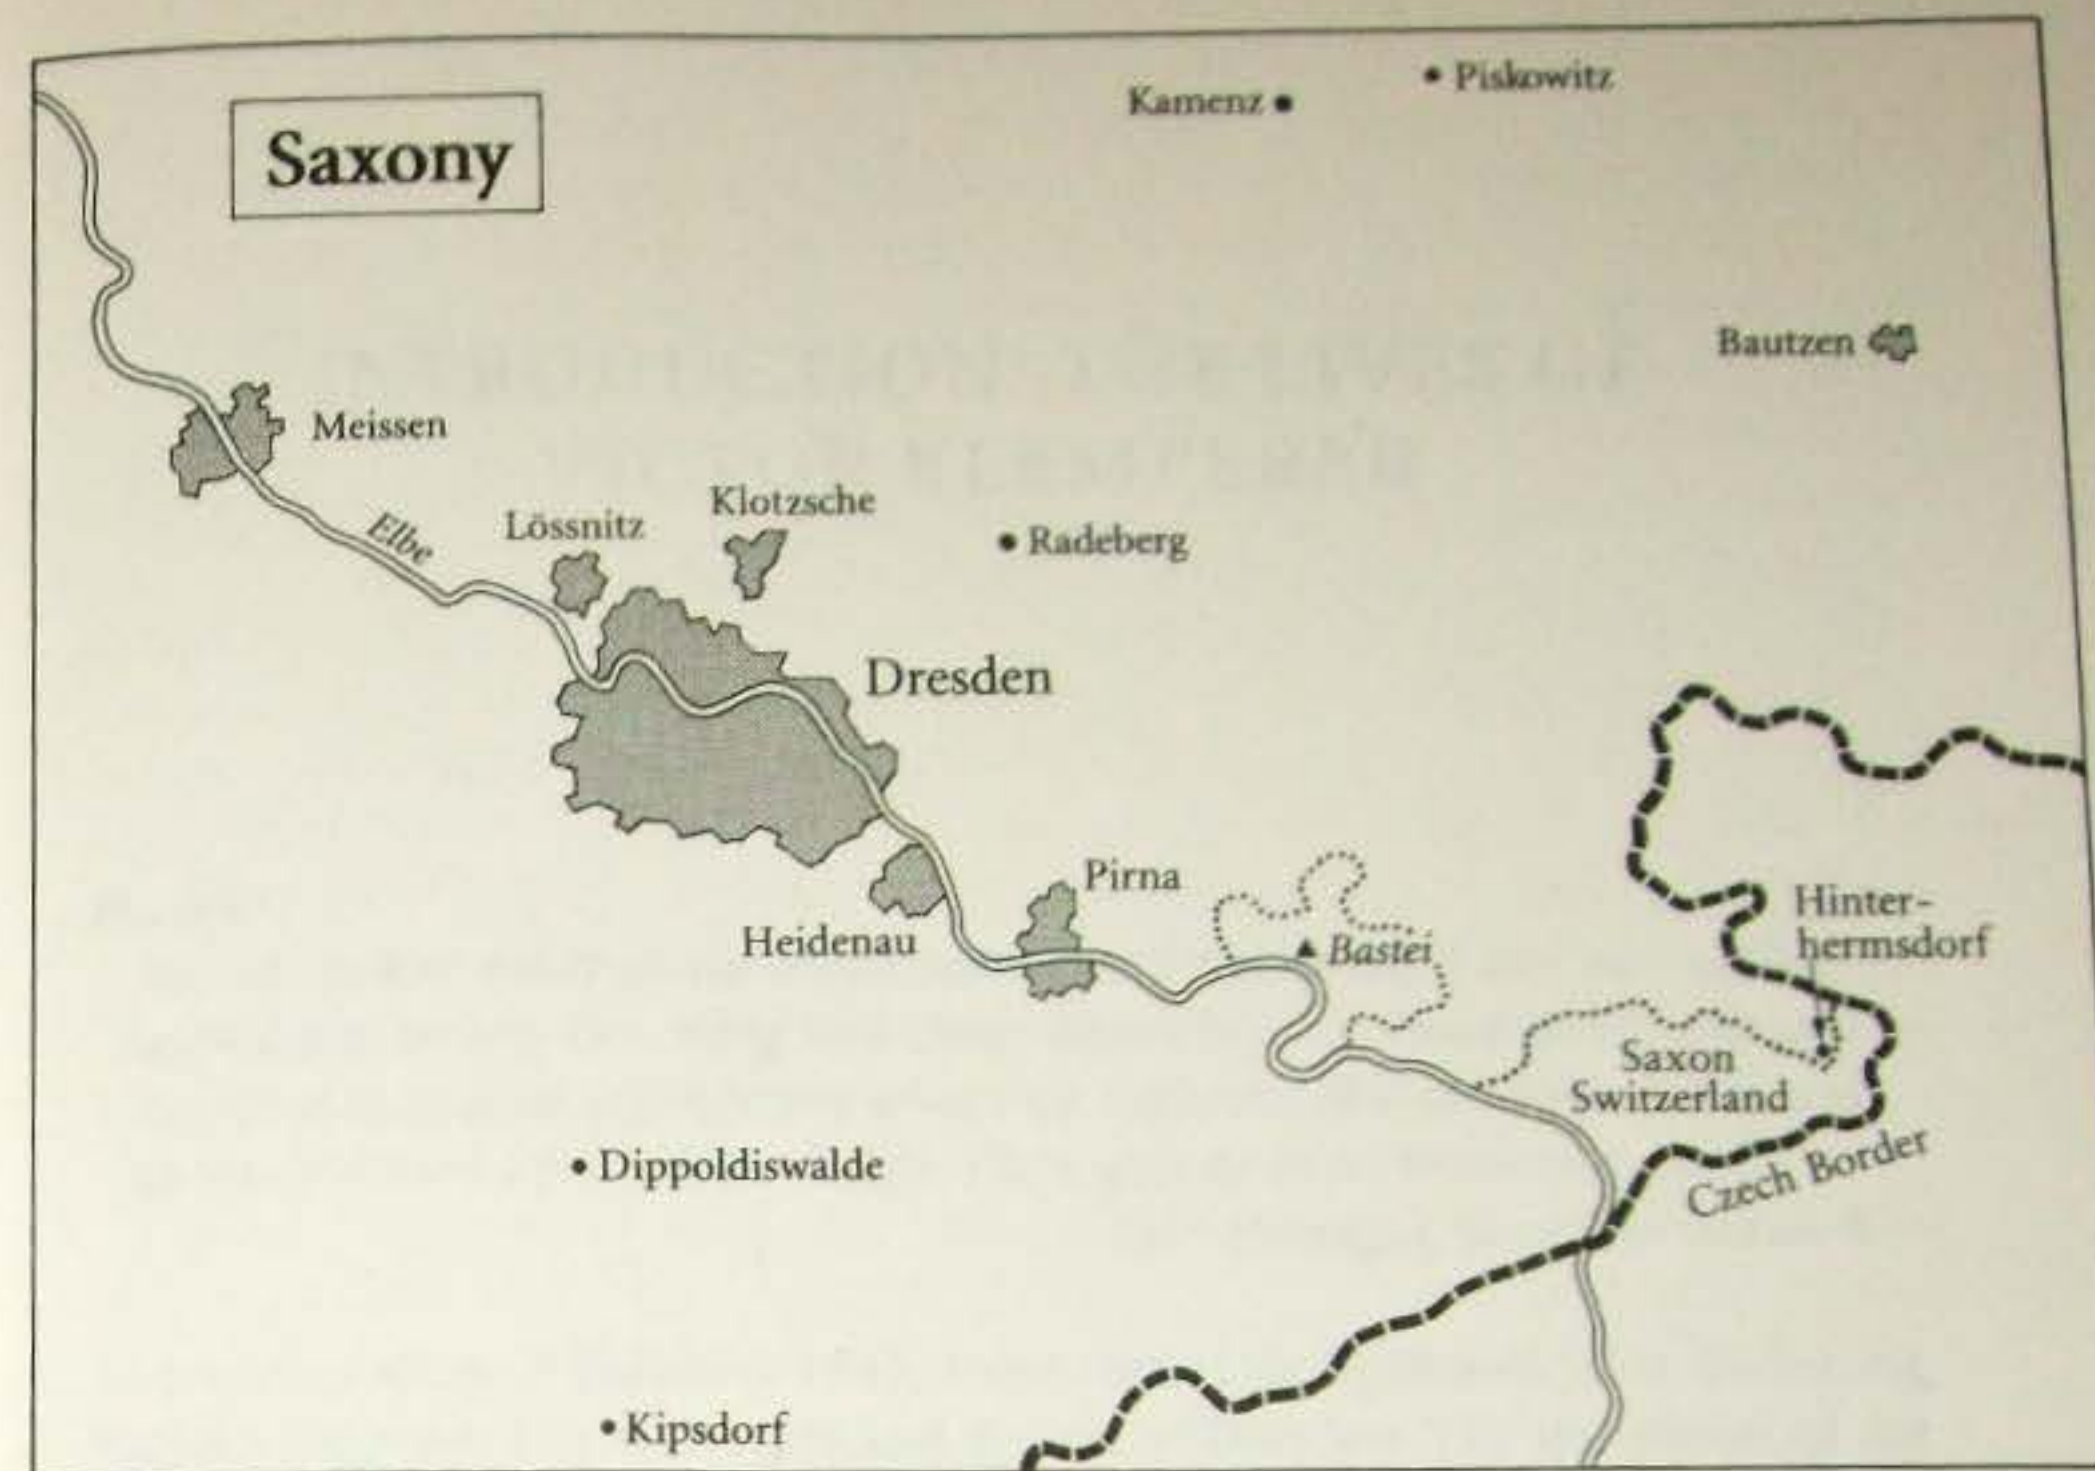 Saxony
Kamenz
Piskowitz
Bautzen
Meissen
Elbe
Lössnitz
Klotzsche
Radeberg
Dresden
Pirna
Heidenau
Bastei
Hinter-
hermsdorf
Saxon
Switzerland
Czech Border
Dippoldiswalde
Kipsdorf